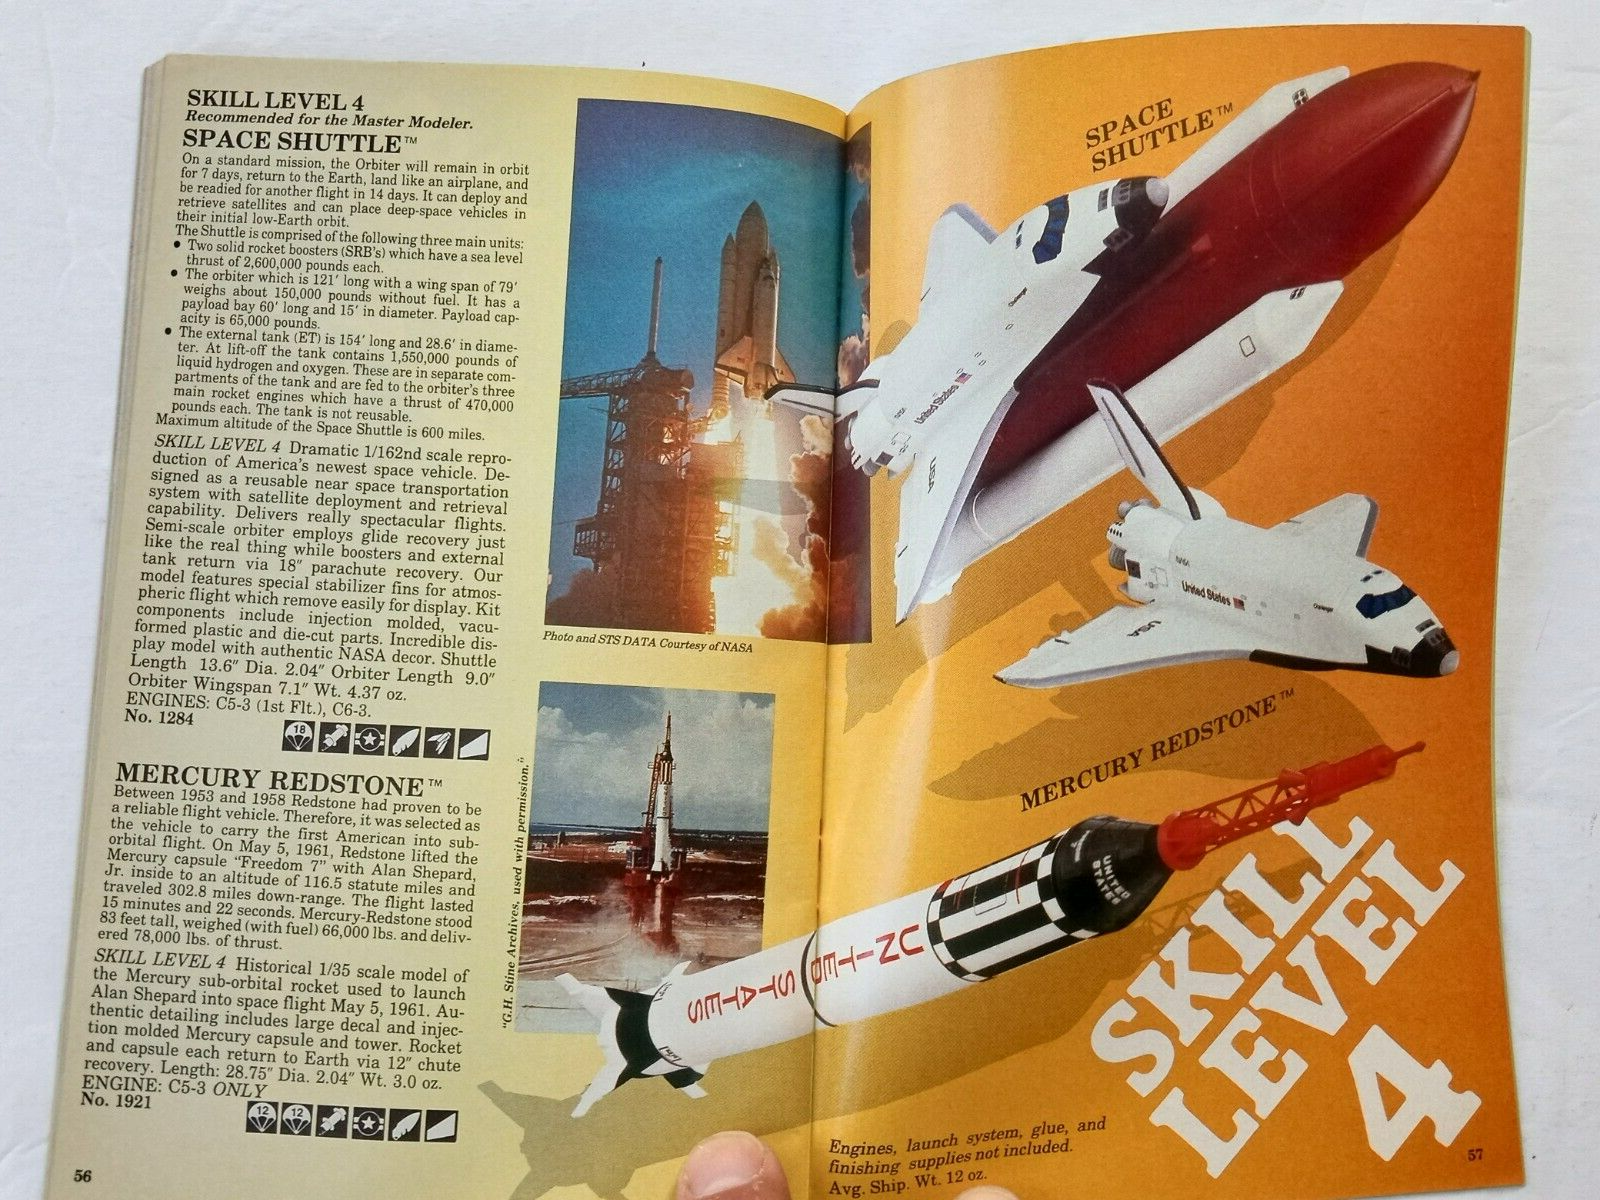 SKILL LEVEL 4
Recommended for the Master Modeler.
SPACE SHUTTLE™
On a standard mission, the Orbiter will remain in orbit
for 7 days, return to the Earth, land like an airplane, and
be readied for another flight in 14 days. It can deploy and
retrieve satellites and can place deep-space vehicles in
their initial low-Earth orbit.
The Shuttle is comprised of the following three main units:
• Two solid rocket boosters (SRB's) which have a sea level
thrust of 2,600,000 pounds each.
• The orbiter which is 121' long with a wing span of 79'
weighs about 150,000 pounds without fuel. It has a
payload bay 60' long and 15' in diameter. Payload cap-
acity is 65,000 pounds.
• The external tank (ET) is 154' long and 28.6' in diame-
ter. At lift-off the tank contains 1,550,000 pounds of
liquid hydrogen and oxygen. These are in separate com-
partments of the tank and are fed to the orbiter's three
main rocket engines which have a thrust of 470,000
pounds each. The tank is not reusable.
Maximum altitude of the Space Shuttle is 600 miles.
SKILL LEVEL 4 Dramatic 1/162nd scale repro-
duction of America's newest space vehicle. De-
signed as a reusable near space transportation
system with satellite deployment and retrieval
capability. Delivers really spectacular flights.
Semi-scale orbiter employs glide recovery just
like the real thing while boosters and external
tank return via 18" parachute recovery. Our
model features special stabilizer fins for atmos-
pheric flight which remove easily for display. Kit
components include injection molded, vacu-
formed plastic and die-cut parts. Incredible dis-
play model with authentic NASA decor. Shuttle
Length 13.6" Dia. 2.04" Orbiter Length 9.0"
Orbiter Wingspan 7.1" Wt. 4.37 oz.
ENGINES: C5-3 (1st Flt.), C6-3.
No. 1284
18
MERCURY REDSTONE™
Between 1953 and 1958 Redstone had proven to be
a reliable flight vehicle. Therefore, it was selected as
the vehicle to carry the first American into sub-
orbital flight. On May 5, 1961, Redstone lifted the
Mercury capsule "Freedom 7" with Alan Shepard,
Jr. inside to an altitude of 116.5 statute miles and
traveled 302.8 miles down-range. The flight lasted
15 minutes and 22 seconds. Mercury-Redstone stood
83 feet tall, weighed (with fuel) 66,000 lbs. and deliv-
ered 78,000 lbs. of thrust.
SKILL LEVEL 4 Historical 1/35 scale model of
the Mercury sub-orbital rocket used to launch
Alan Shepard into space flight May 5, 1961. Au-
thentic detailing includes large decal and injec-
tion molded Mercury capsule and tower. Rocket
and capsule each return to Earth via 12" chute
recovery. Length: 28.75" Dia. 2.04" Wt. 3.0 oz.
ENGINE: C5-3 ONLY
No. 1921
12 12
56
Photo and STS DATA Courtesy of NASA
"G.H. Stine Archives, used with permission."
SPACE
SHUTTLE™
Challenger
United States
NASA
USA
NASA
United States
Challenger
USA
MERCURY REDSTONE™
UNITED
STATES
UNITED
STATES
SKILL
LEVEL
4
Engines, launch system, glue, and
finishing supplies not included.
Avg. Ship. Wt. 12 oz.
57